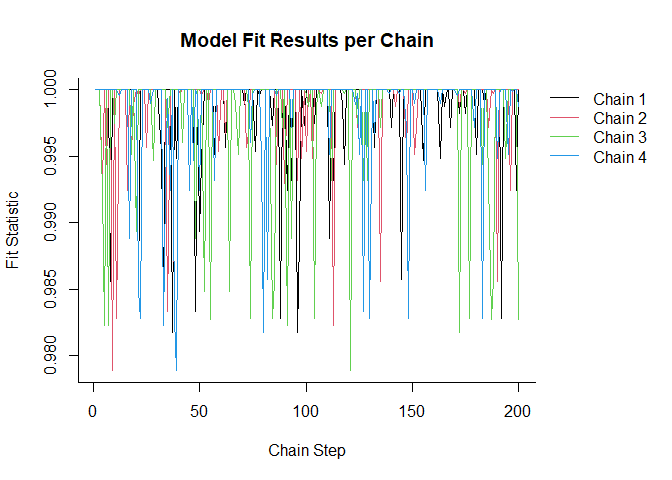 Model Fit Results per Chain
1.000
0.995
0.990
0.985
0.980
Fit Statistic
0
50
100
150
200
Chain Step
Chain 1
Chain 2
Chain 3
Chain 4